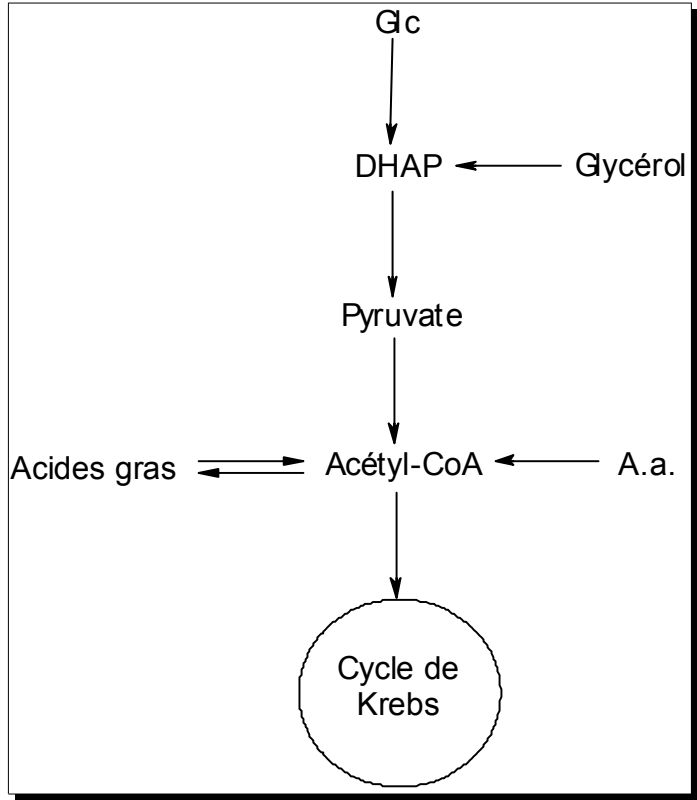 Glc
DHAP
Glycérol
Pyruvate
Acides gras
Acétyl-CoA
A.a.
Cycle de
Krebs